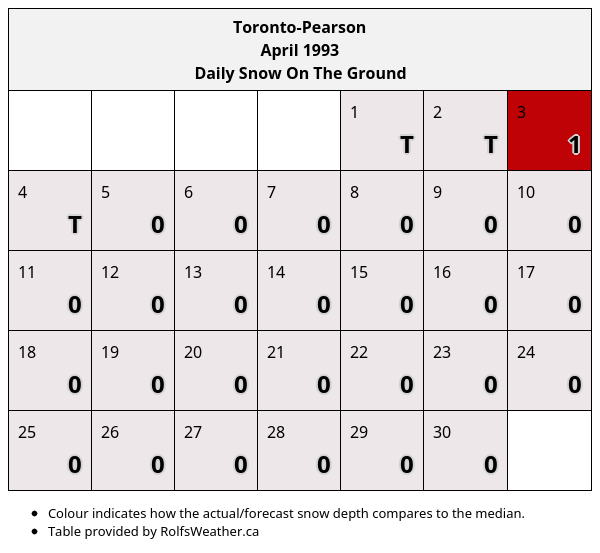 Toronto-Pearson
April 1993
Daily Snow On The Ground
1 2 3
T T 1
4 5 6 7 8 9 10
T 0 0 0 0 0 0
11 12 13 14 15 16 17
0 0 0 0 0 0 0
18 19 20 21 22 23 24
0 0 0 0 0 0 0
25 26 27 28 29 30
0 0 0 0 0 0
• Colour indicates how the actual/forecast snow depth compares to the median.
• Table provided by RolfsWeather.ca